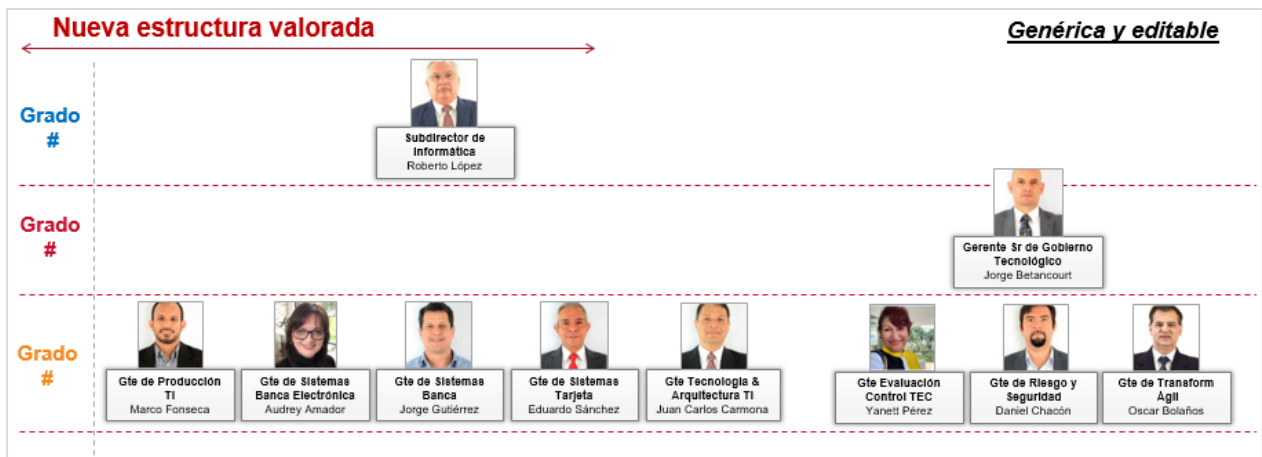 Nueva estructura valorada
Genérica y editable
Grado
#
Subdirector de
Informática
Roberto López
Grado
#
Gerente Sr de Gobierno
Tecnológico
Jorge Betancourt
Grado
#
Gte de Producción
TI
Marco Fonseca
Gte de Sistemas
Banca Electrónica
Audrey Amador
Gte de Sistemas
Banca
Jorge Gutiérrez
Gte de Sistemas
Tarjeta
Eduardo Sánchez
Gte Tecnología &
Arquitectura TI
Juan Carlos Carmona
Gte Evaluación
Control TEC
Yanett Pérez
Gte de Riesgo y
Seguridad
Daniel Chacón
Gte de Transform
Ágil
Oscar Bolaños